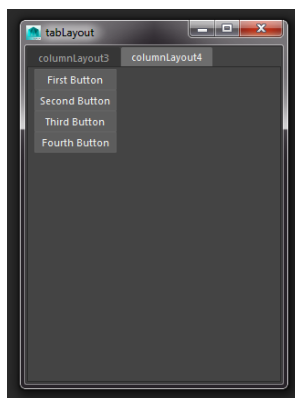 tabLayout
columnLayout3 columnLayout4
First Button
Second Button
Third Button
Fourth Button